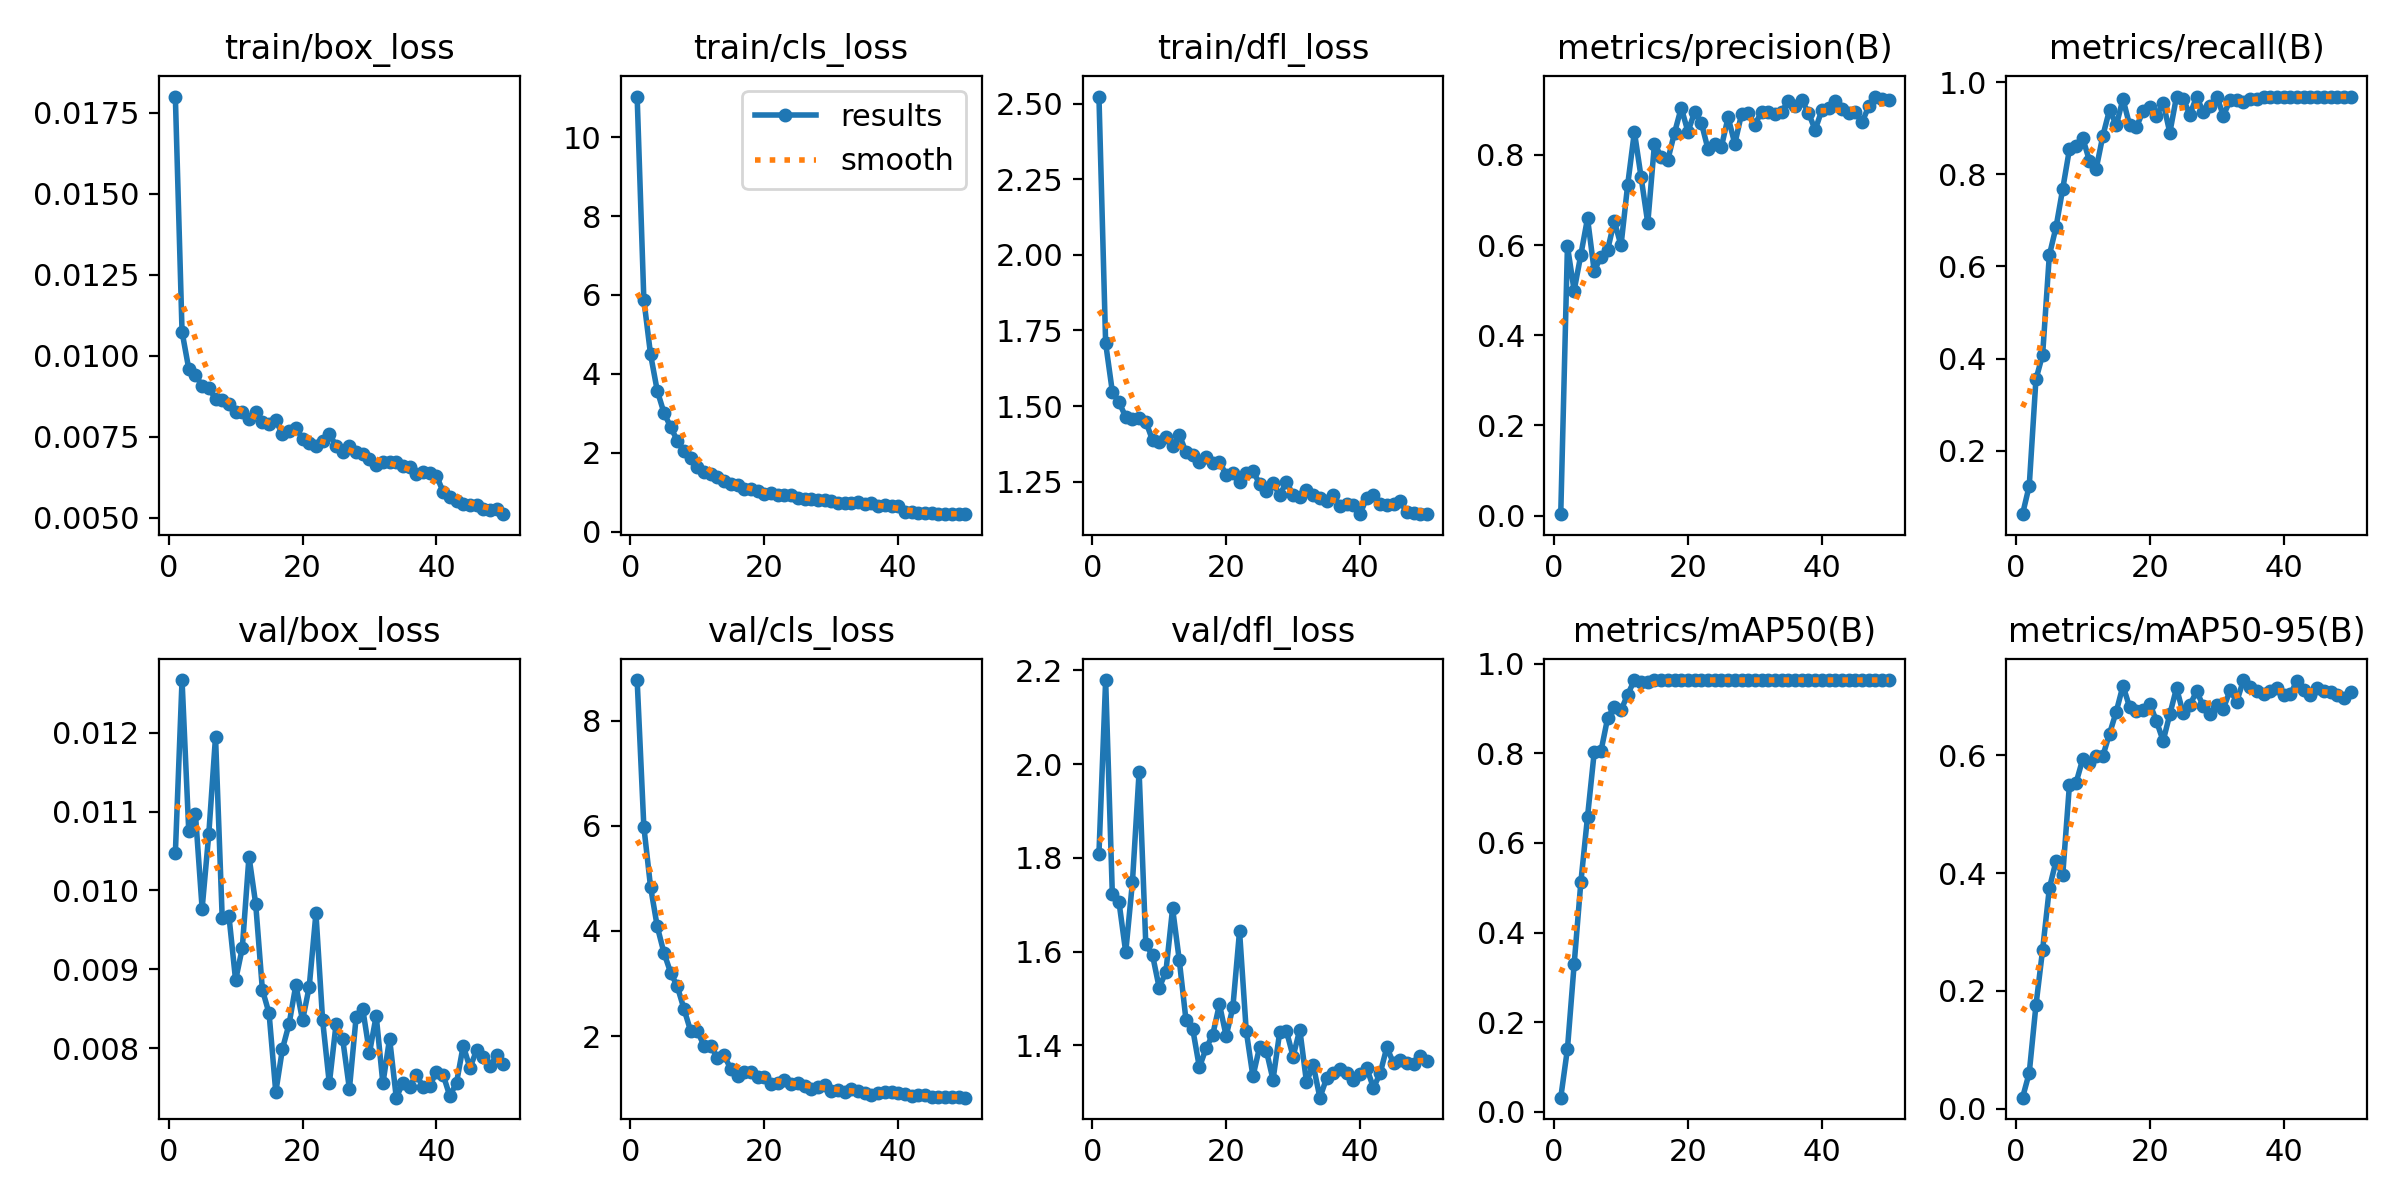 train/box_loss
0.0175
0.0150
0.0125
0.0100
0.0075
0.0050
0 20 40
train/cls_loss
10
8
6
4
2
0
0 20 40
results
smooth
train/dfl_loss
2.50
2.25
2.00
1.75
1.50
1.25
0 20 40
metrics/precision(B)
0.8
0.6
0.4
0.2
0.0
0 20 40
metrics/recall(B)
1.0
0.8
0.6
0.4
0.2
0 20 40
val/box_loss
0.012
0.011
0.010
0.009
0.008
0 20 40
val/cls_loss
8
6
4
2
0 20 40
val/dfl_loss
2.2
2.0
1.8
1.6
1.4
0 20 40
metrics/mAP50(B)
1.0
0.8
0.6
0.4
0.2
0.0
0 20 40
metrics/mAP50-95(B)
0.6
0.4
0.2
0.0
0 20 40